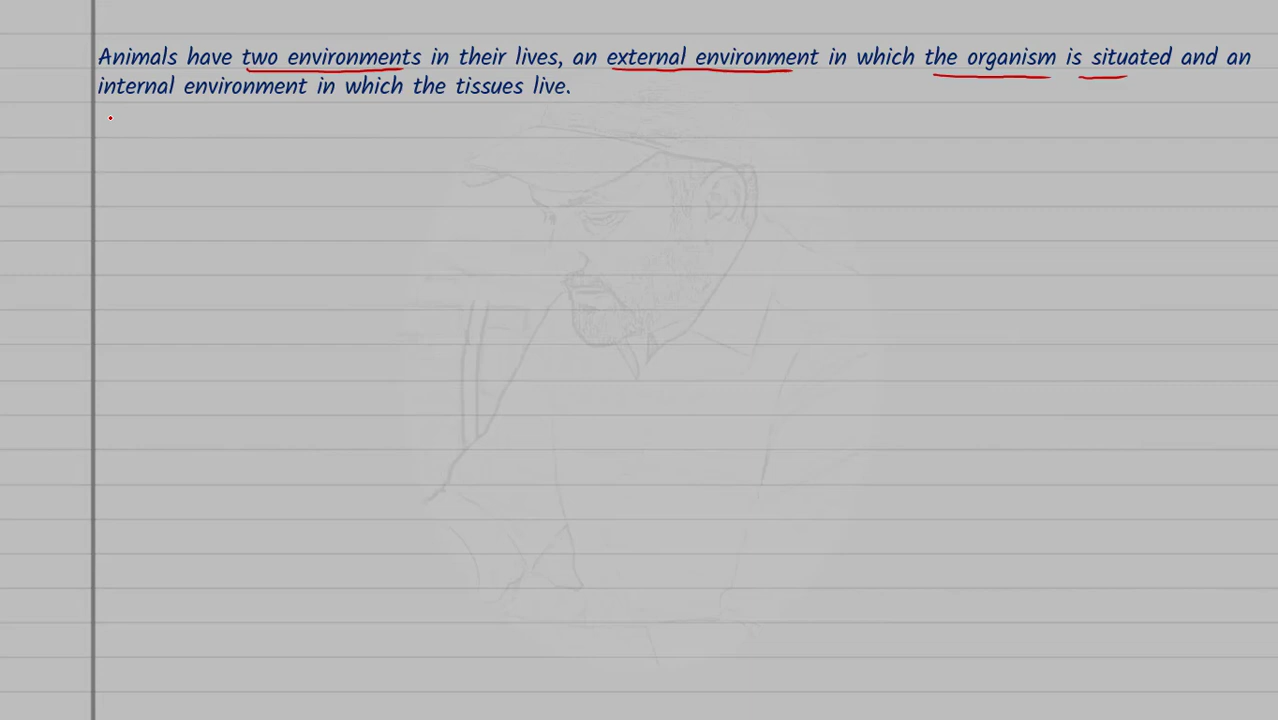 Animals have two environments in their lives, an external environment in which the organism is situated and an
internal environment in which the tissues live.